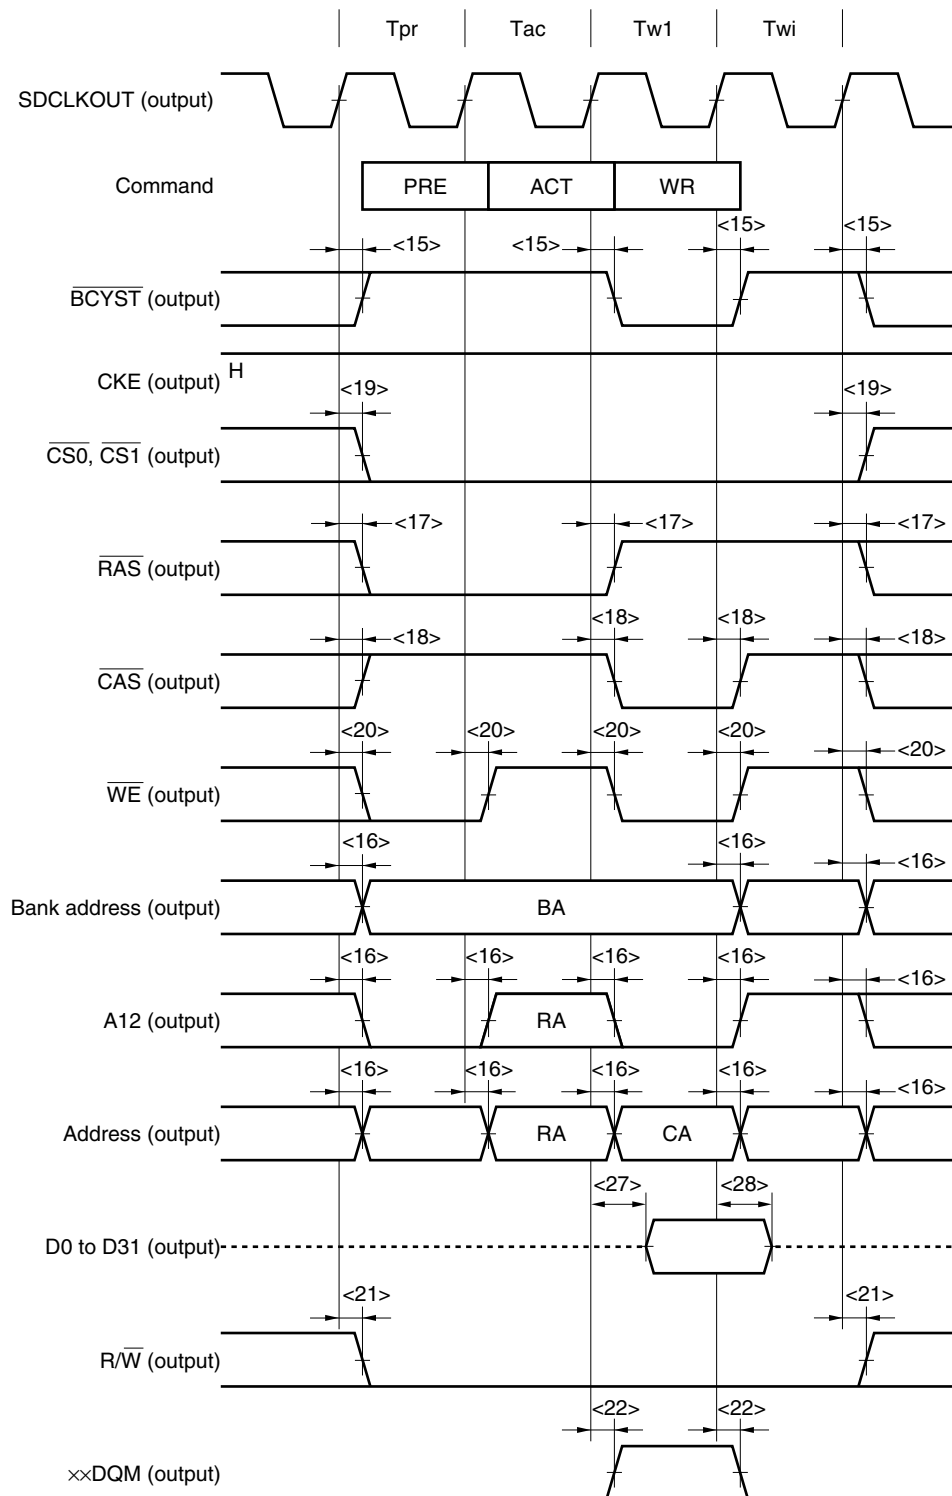 Tpr Tac Tw1 Twi
SDCLKOUT (output)
Command PRE ACT WR
<15> <15> <15> <15>
BCYST (output)
CKE (output) H
<19> <19>
CS0, CS1 (output)
<17> <17> <17>
RAS (output)
<18> <18> <18> <18>
CAS (output)
<20> <20> <20> <20> <20>
WE (output)
<16> <16> <16>
Bank address (output) BA
<16> <16> <16> <16> <16>
A12 (output) RA
<16> <16> <16> <16> <16>
Address (output) RA CA
<27> <28>
D0 to D31 (output)
<21> <21>
R/W (output)
<22> <22>
××DQM (output)